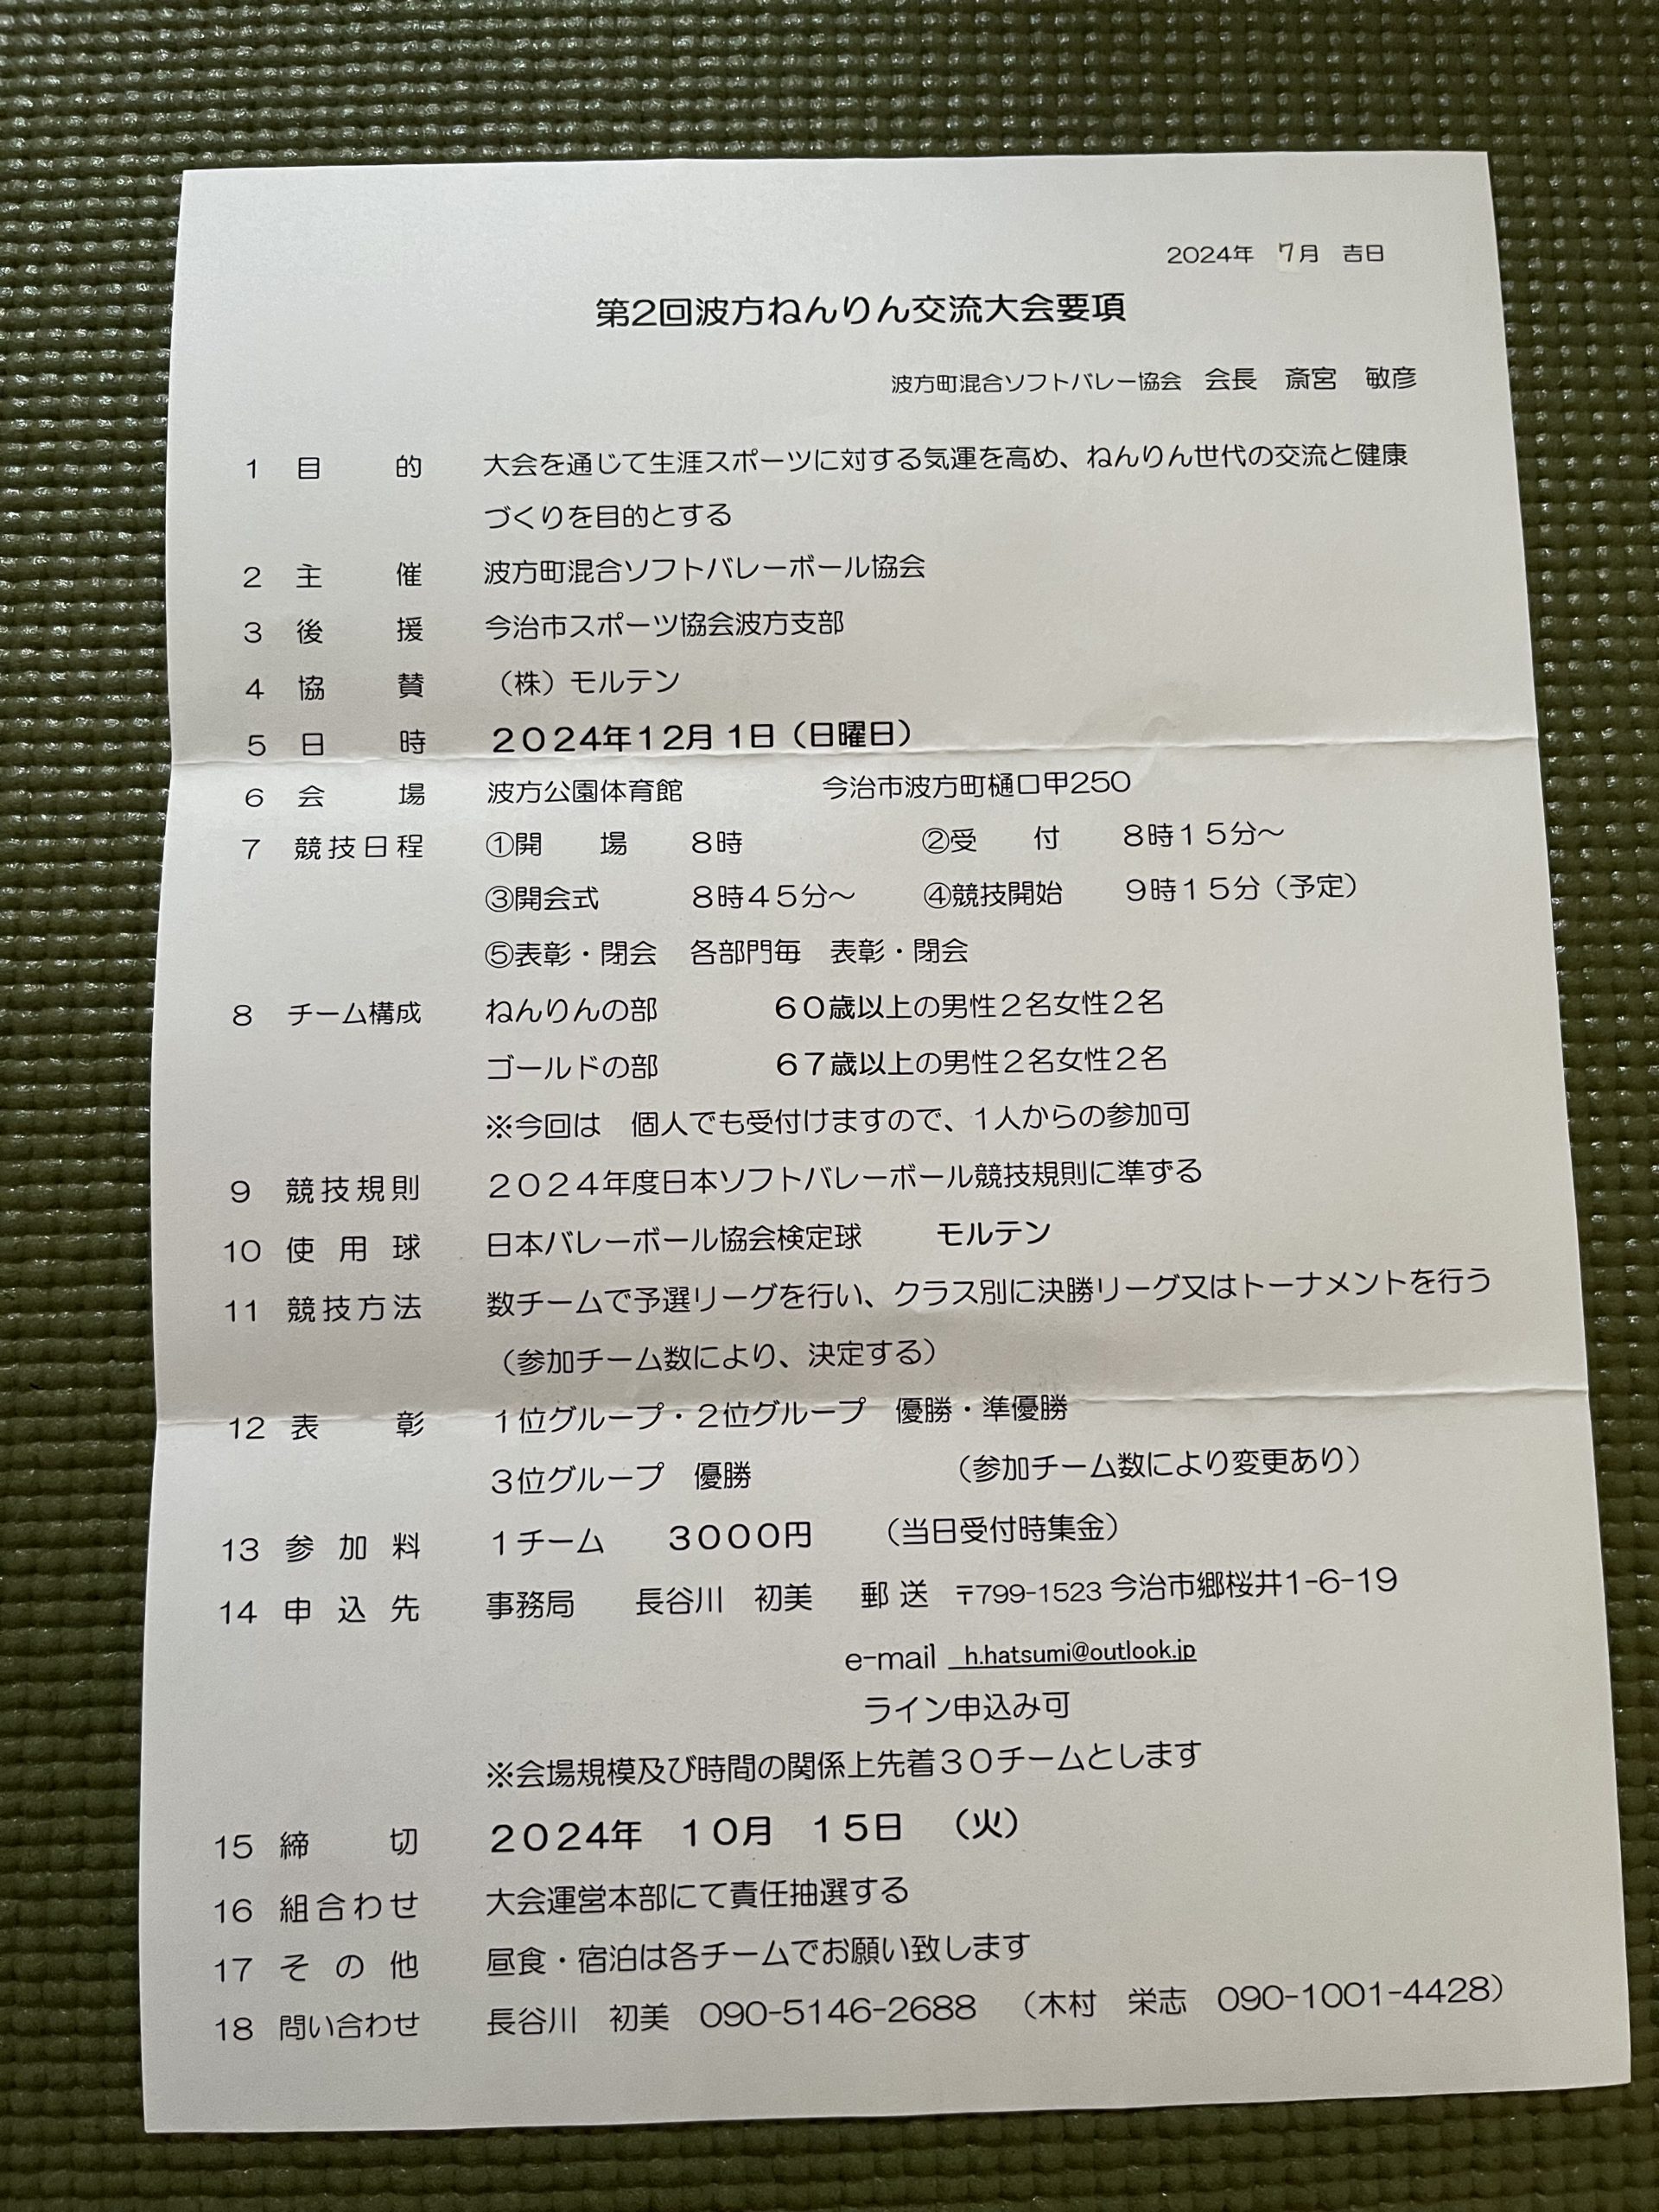 2024年 7月 吉日
第2回波方ねんりん交流大会要項
波方町混合ソフトバレー協会 会長 斎宮 敏彦
1 目 的 大会を通じて生涯スポーツに対する気運を高め、ねんりん世代の交流と健康
づくりを目的とする
2 主 催 波方町混合ソフトバレーボール協会
3 後 援 今治市スポーツ協会波方支部
4 協 賛 （株）モルテン
5 日 時 2024年12月1日（日曜日）
6 会 場 波方公園体育館 今治市波方町樋口甲250
7 競技日程 ①開 場 8時 ②受 付 8時15分～
③開会式 8時45分～ ④競技開始 9時15分（予定）
⑤表彰・閉会 各部門毎 表彰・閉会
8 チーム構成 ねんりんの部 60歳以上の男性2名女性2名
ゴールドの部 67歳以上の男性2名女性2名
※今回は 個人でも受付けますので、1人からの参加可
9 競技規則 2024年度日本ソフトバレーボール競技規則に準ずる
10 使用球 日本バレーボール協会検定球 モルテン
11 競技方法 数チームで予選リーグを行い、クラス別に決勝リーグ又はトーナメントを行う
（参加チーム数により、決定する）
12 表 彰 1位グループ・2位グループ 優勝・準優勝
3位グループ 優勝 （参加チーム数により変更あり）
13 参加料 1チーム 3000円 （当日受付時集金）
14 申込先 事務局 長谷川 初美 郵送 〒799-1523 今治市郷桜井1-6-19
e-mail h.hatsumi@outlook.jp
ライン申込み可
※会場規模及び時間の関係上先着30チームとします
15 締 切 2024年 10月 15日 （火）
16 組合わせ 大会運営本部にて責任抽選する
17 その他 昼食・宿泊は各チームでお願い致します
18 問い合わせ 長谷川 初美 090-5146-2688 （木村 栄志 090-1001-4428）